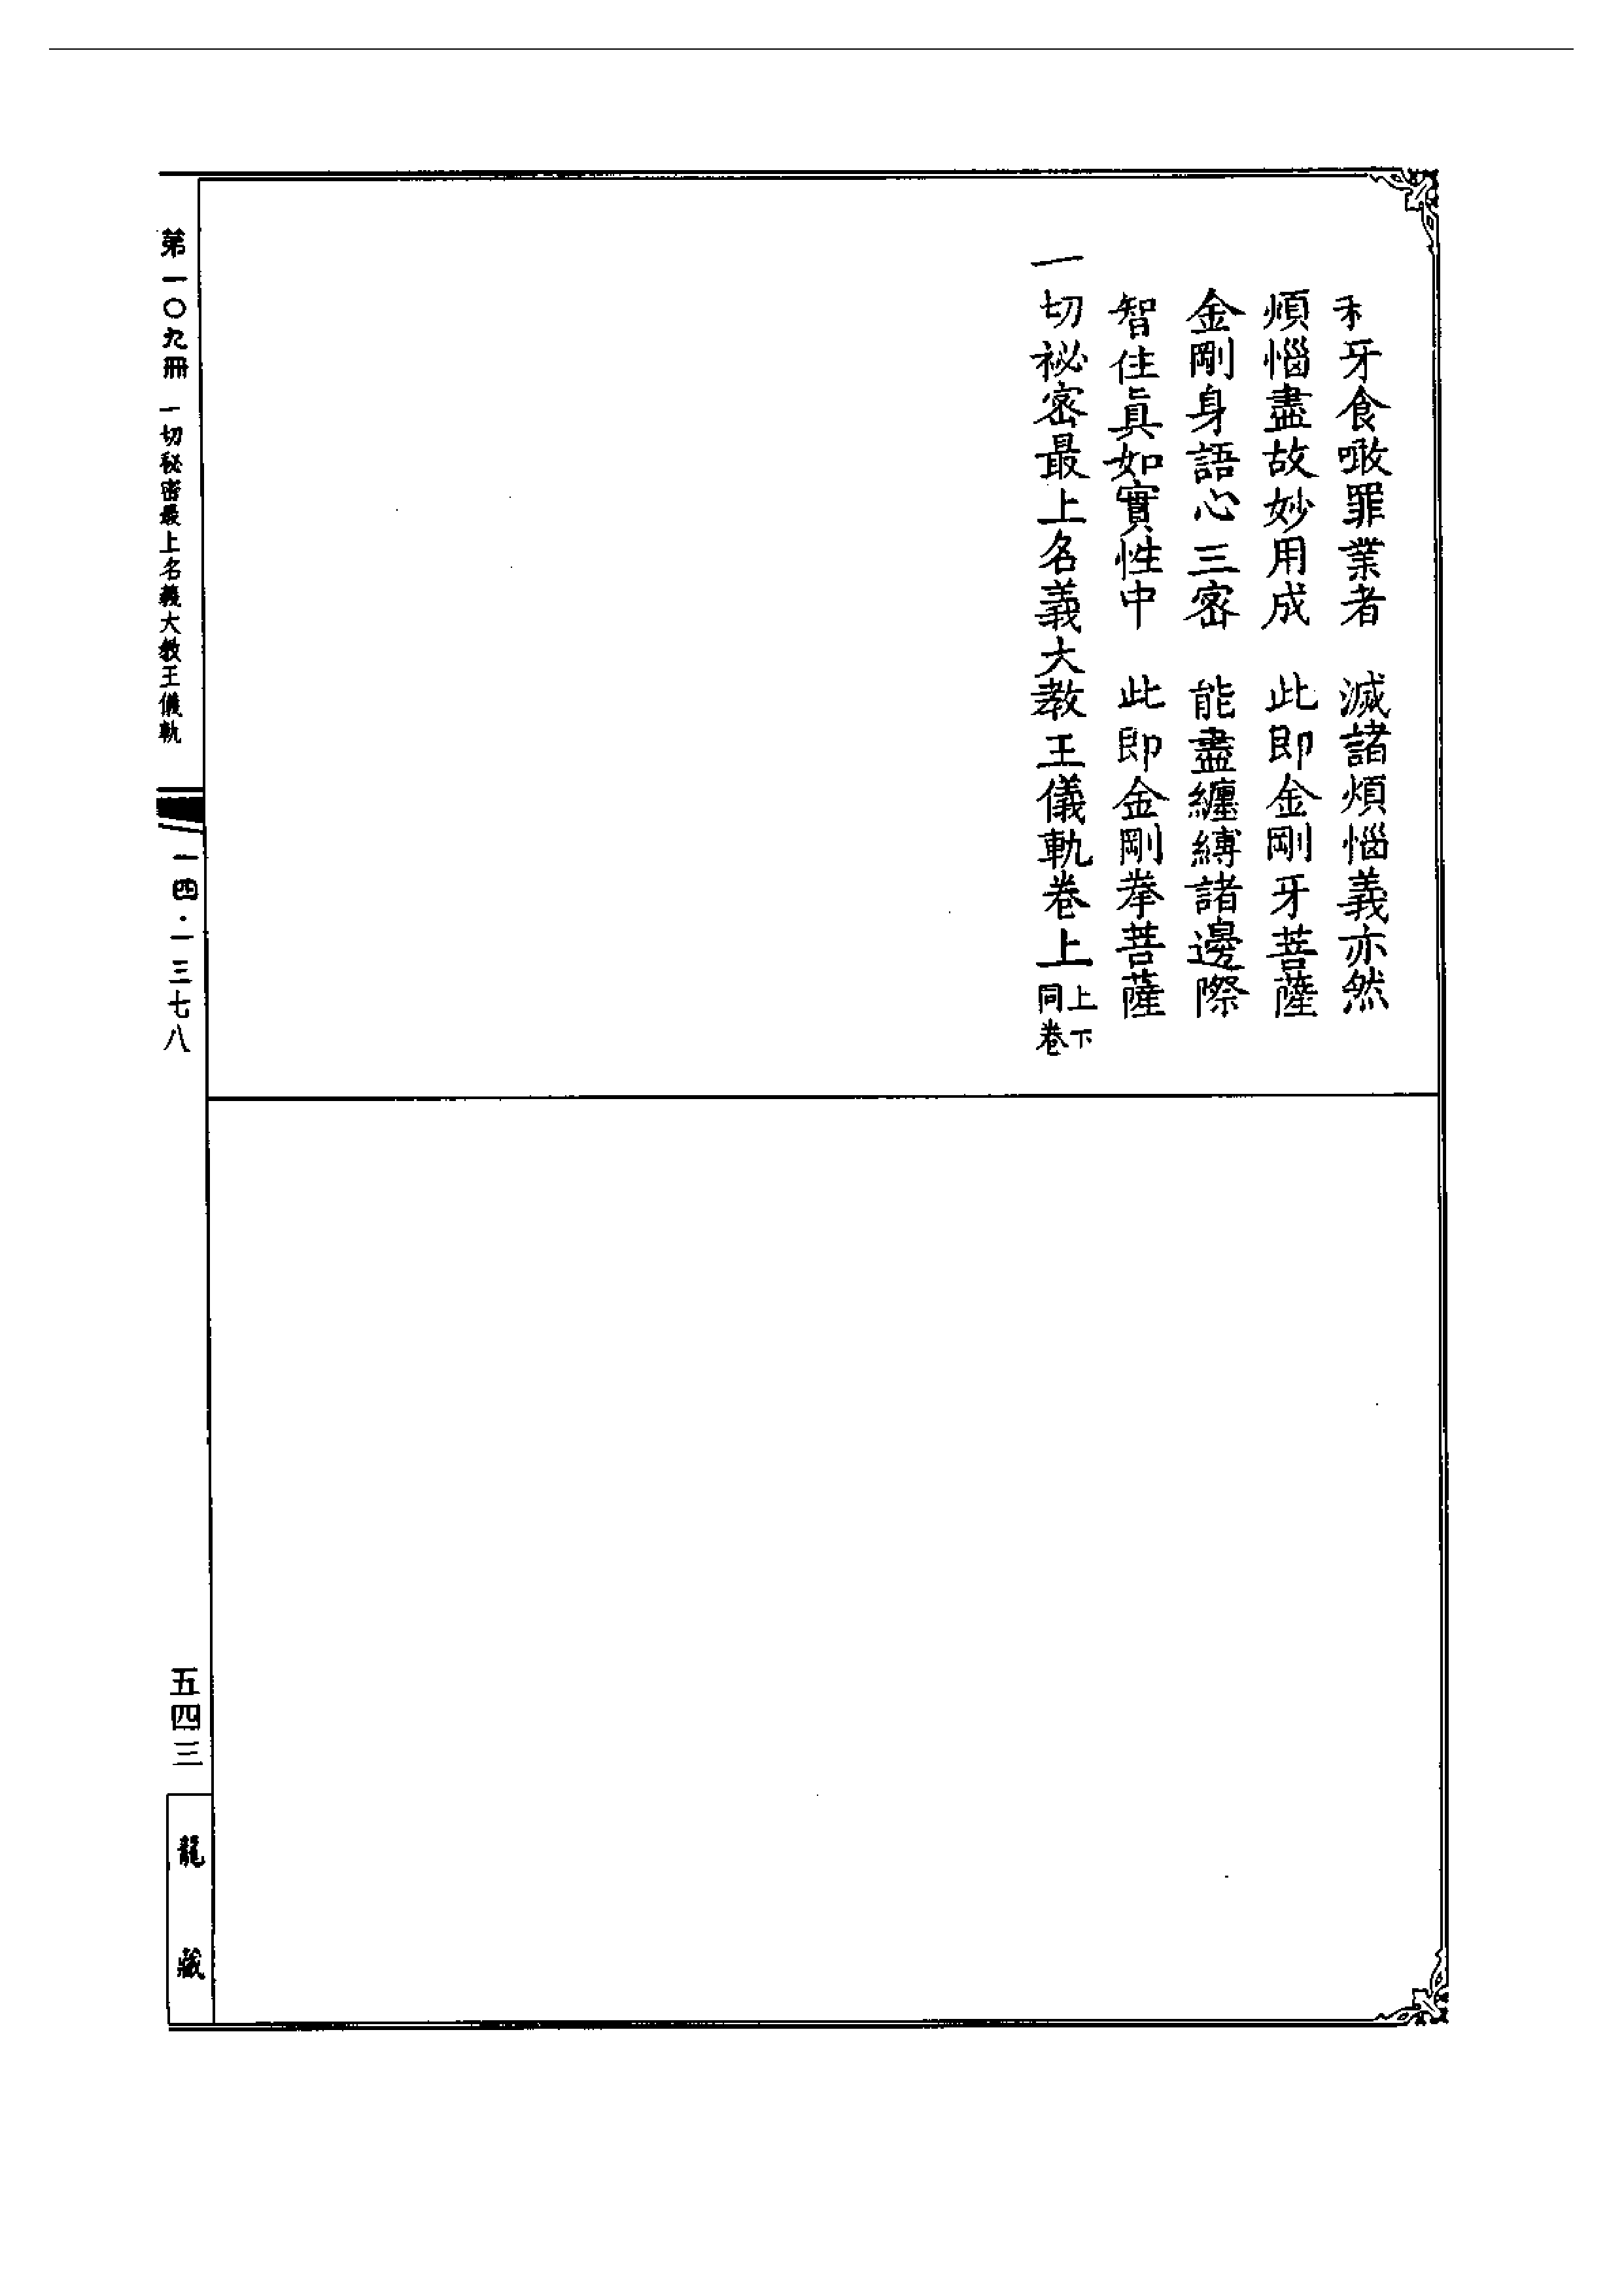 利牙食噉罪業者　滅諸煩惱義亦然
煩惱盡故妙用成　此即金剛牙菩薩
金剛身語心三密　能盡纏縛諸邊際
智住眞如實性中　此即金剛拳菩薩
一切祕密最上名義大教王儀軌卷上 上下同卷
第一〇九冊　一切秘密最上名義大教王儀軌
一四・一三七八
五四三
龍藏